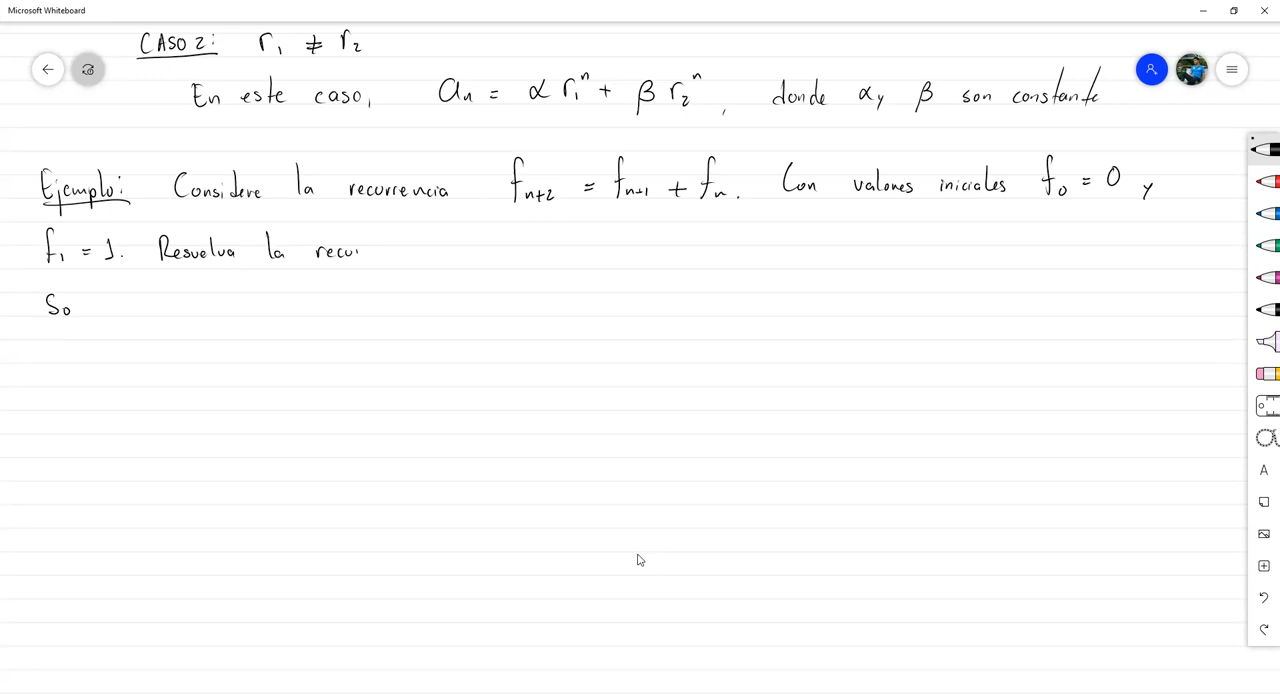 Microsoft Whiteboard
CASO 2: r₁ ≠ r₂
En este caso, aₙ = α r₁ⁿ + β r₂ⁿ, donde α y β son constante
Ejemplo: Considere la recurrencia fₙ₊₂ = fₙ₊₁ + fₙ. Con valores iniciales f₀ = 0 y
f₁ = 1. Resuelva la recu
So
A